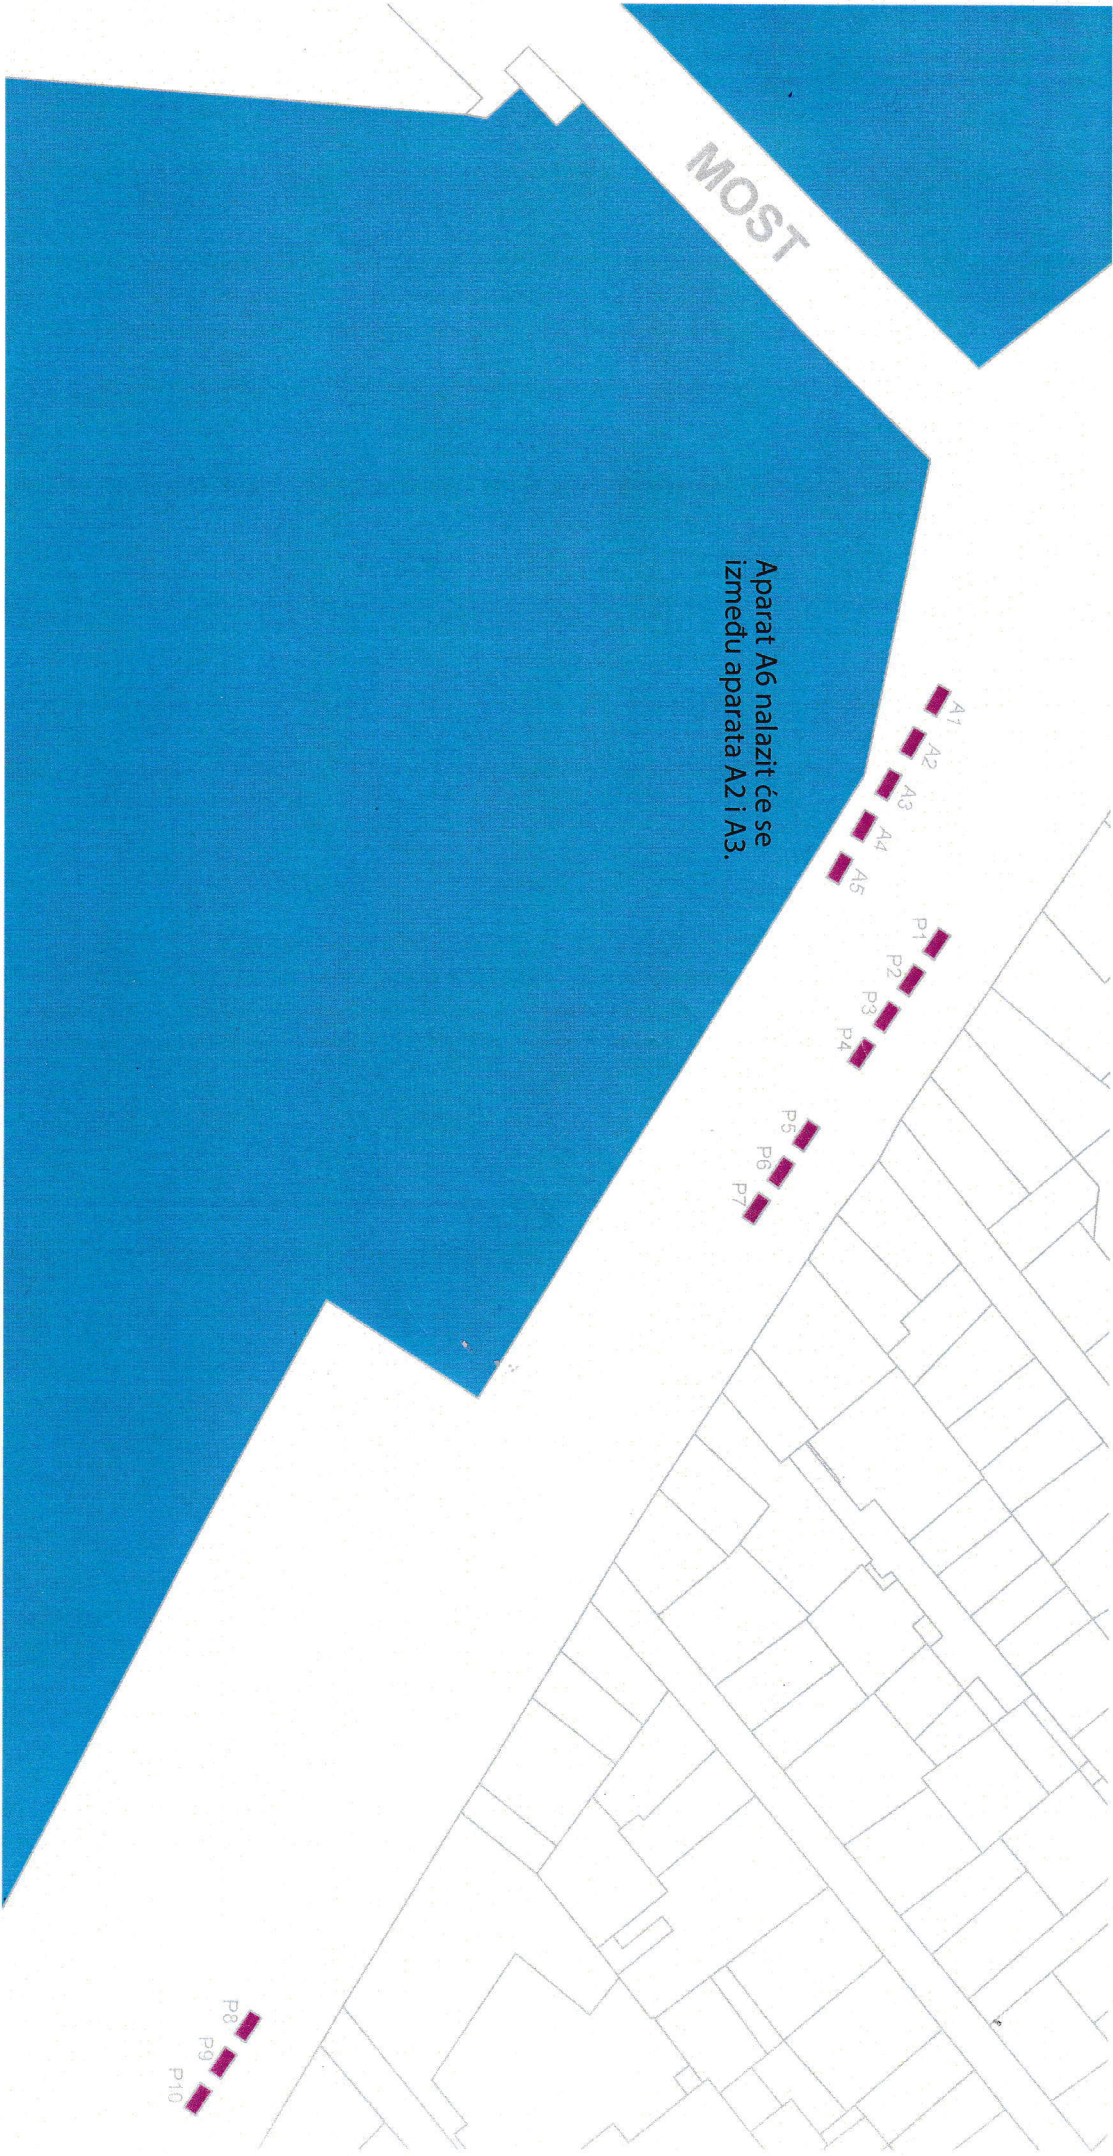 MOST
Aparat A6 nalazit će se
između aparata A2 i A3.
A1
A2
A3
A4
A5
P1
P2
P3
P4
P5
P6
P7
P8
P9
P10